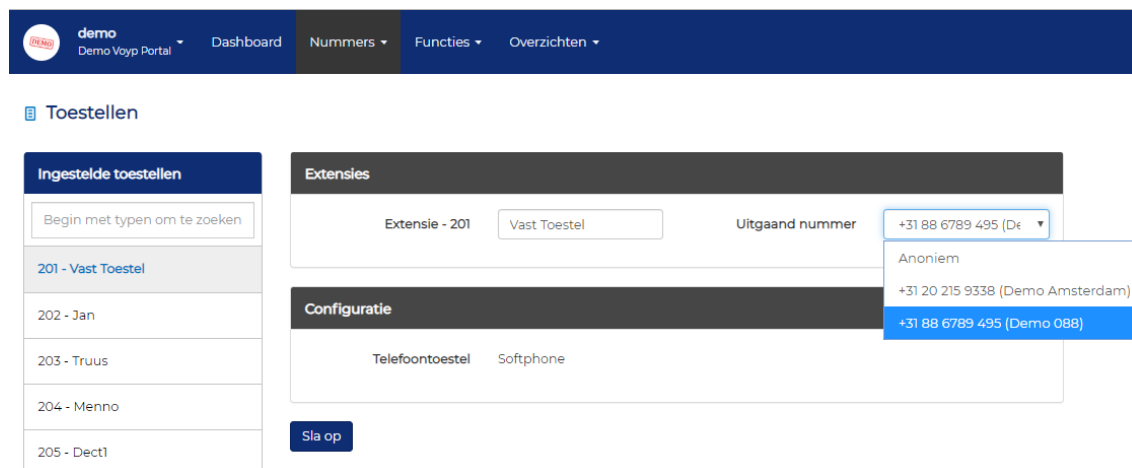 DEMO
demo
Demo Voyp Portal
Dashboard
Nummers
Functies
Overzichten
Toestellen
Ingestelde toestellen
Begin met typen om te zoeken
201 - Vast Toestel
202 - Jan
203 - Truus
204 - Menno
205 - Dect1
Extensies
Extensie - 201
Vast Toestel
Uitgaand nummer
+31 88 6789 495 (De
Anoniem
+31 20 215 9338 (Demo Amsterdam)
+31 88 6789 495 (Demo 088)
Configuratie
Telefoontoestel
Softphone
Sla op